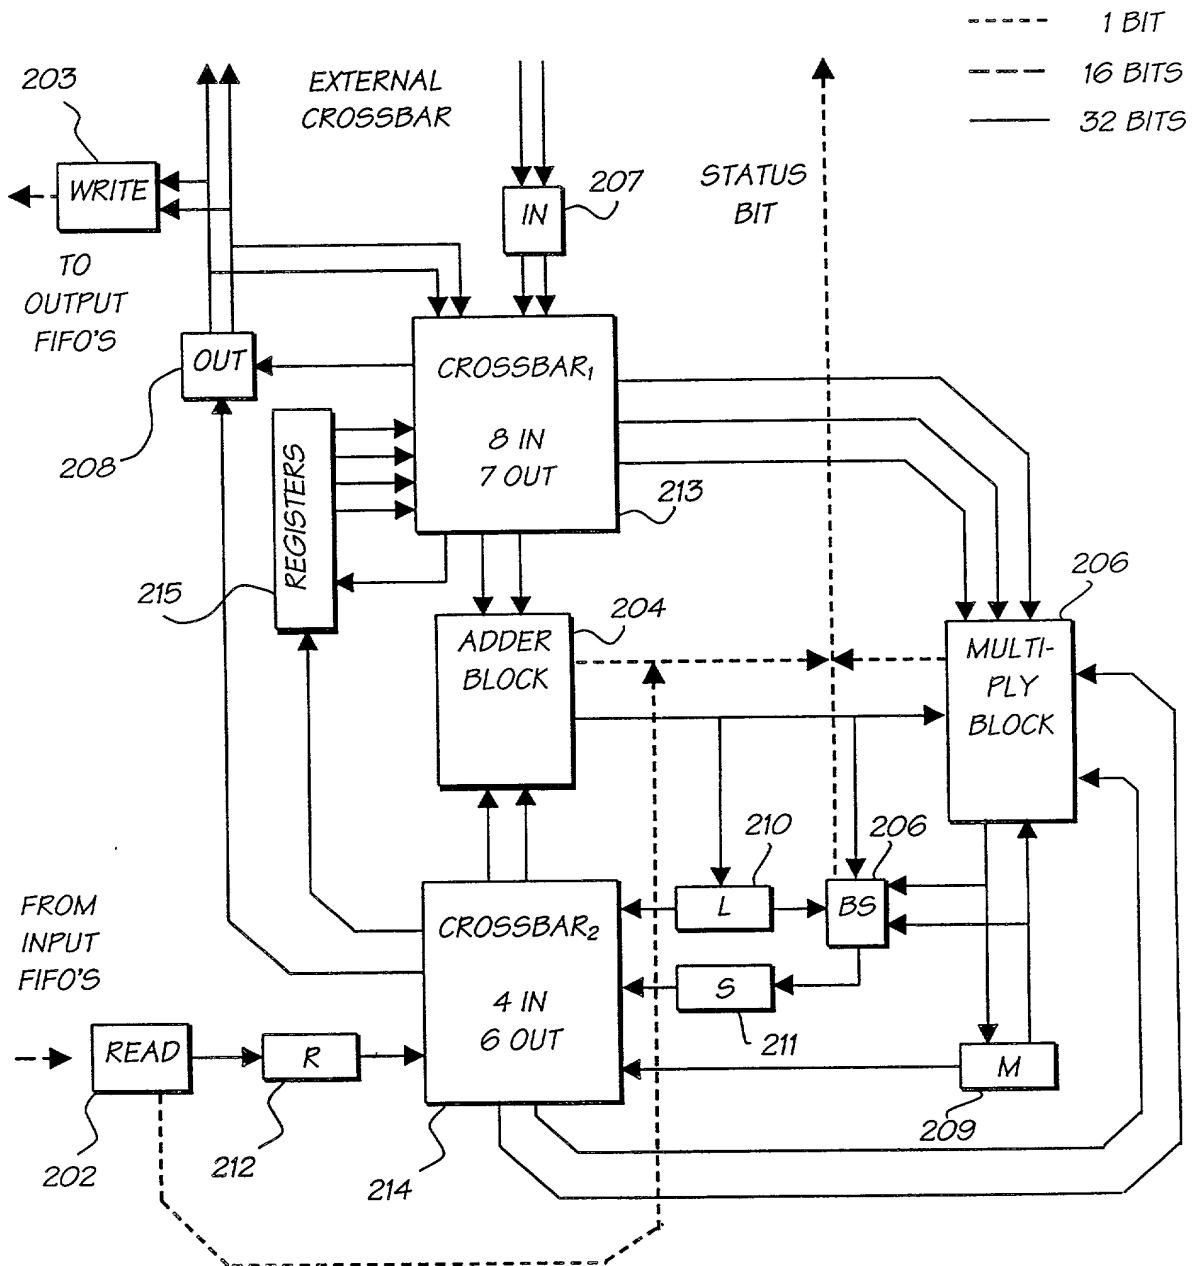 1 BIT
16 BITS
32 BITS
203
EXTERNAL
CROSSBAR
WRITE
207
STATUS
BIT
IN
TO
OUTPUT
FIFO'S
OUT
CROSSBAR₁
8 IN
7 OUT
208
REGISTERS
213
215
204
206
ADDER
BLOCK
MULTI-
PLY
BLOCK
210
206
FROM
INPUT
FIFO'S
L
BS
CROSSBAR₂
4 IN
6 OUT
S
211
READ
R
M
209
202
212
214